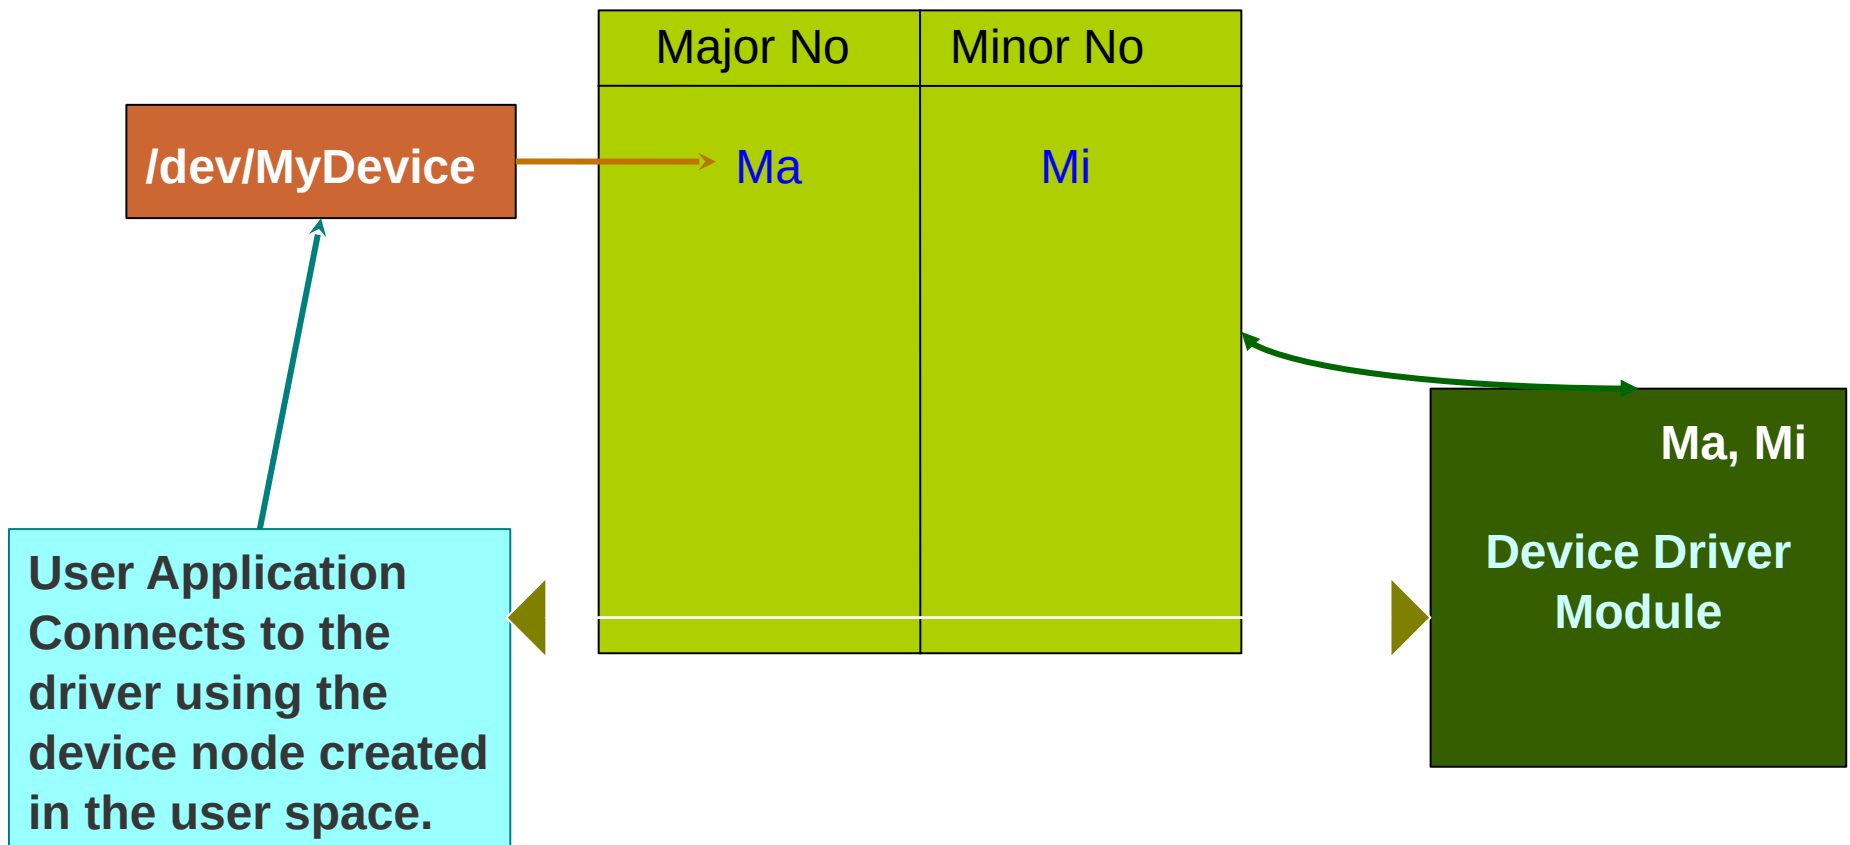 Major No Minor No
/dev/MyDevice
Ma Mi
Ma, Mi
Device Driver
Module
User Application
Connects to the
driver using the
device node created
in the user space.